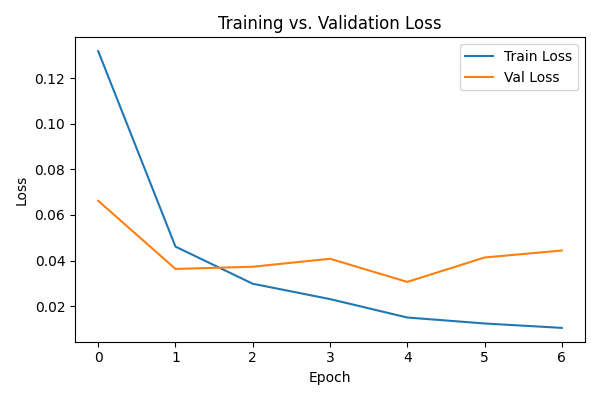 Training vs. Validation Loss
Train Loss
Val Loss
0.12
0.10
0.08
0.06
0.04
0.02
Loss
0 1 2 3 4 5 6
Epoch